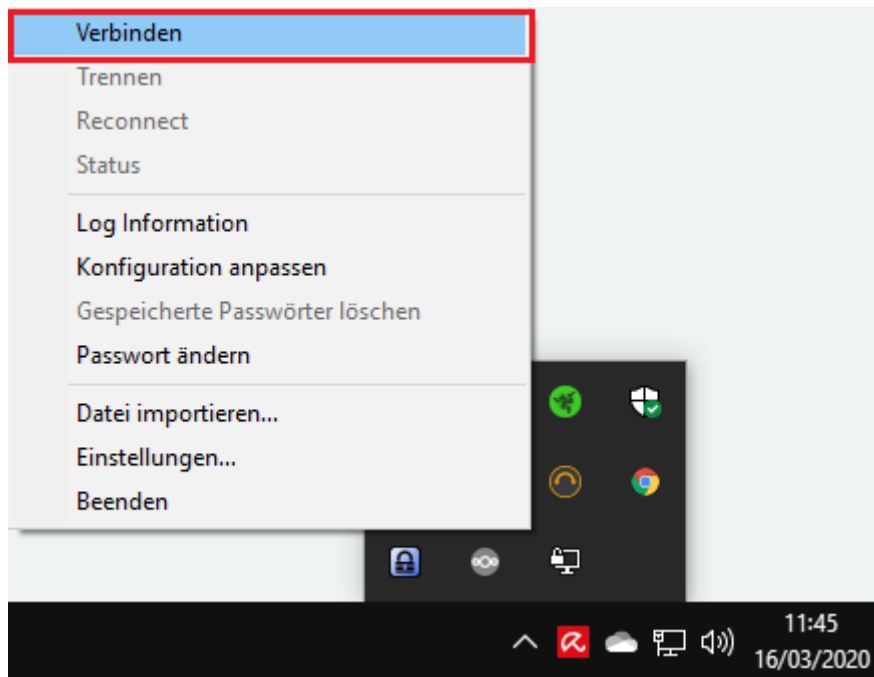 Verbinden
Trennen
Reconnect
Status
Log Information
Konfiguration anpassen
Gespeicherte Passwörter löschen
Passwort ändern
Datei importieren...
Einstellungen...
Beenden
11:45
16/03/2020